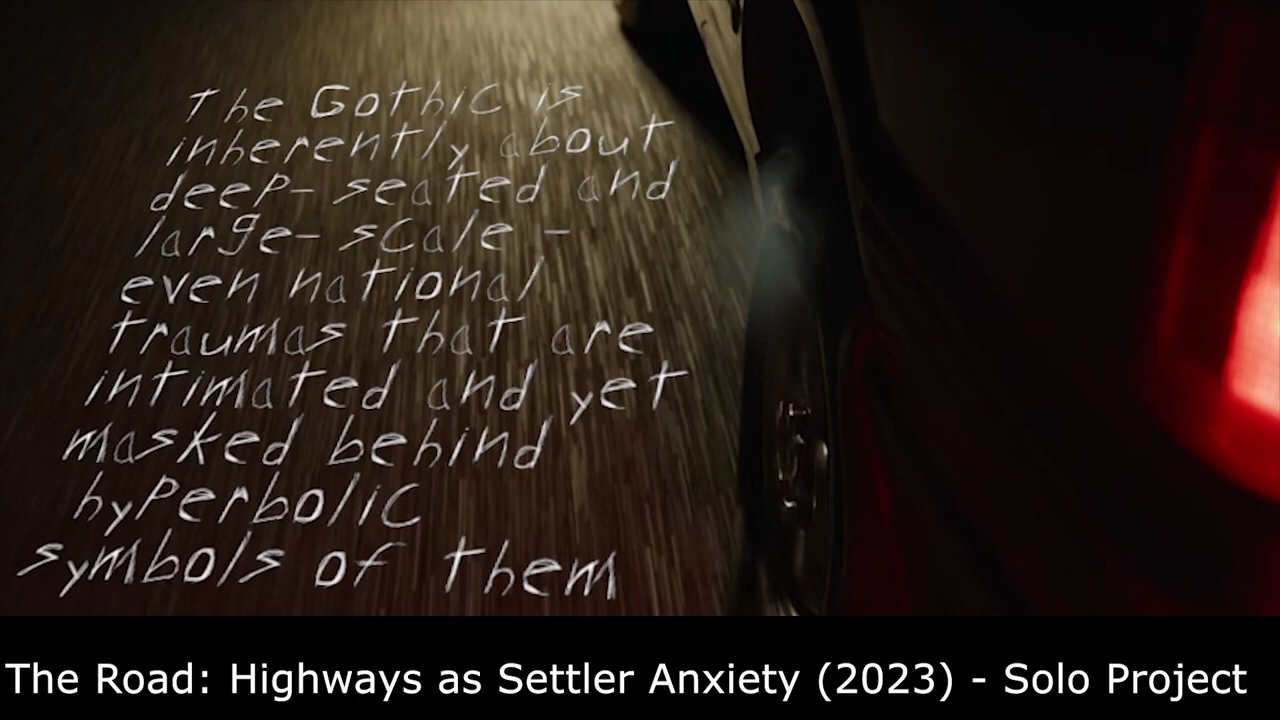 The Gothic is
inherently about
deep-seated and
large-scale -
even national
traumas that are
intimated and yet
masked behind
hyperbolic
symbols of them
The Road: Highways as Settler Anxiety (2023) - Solo Project